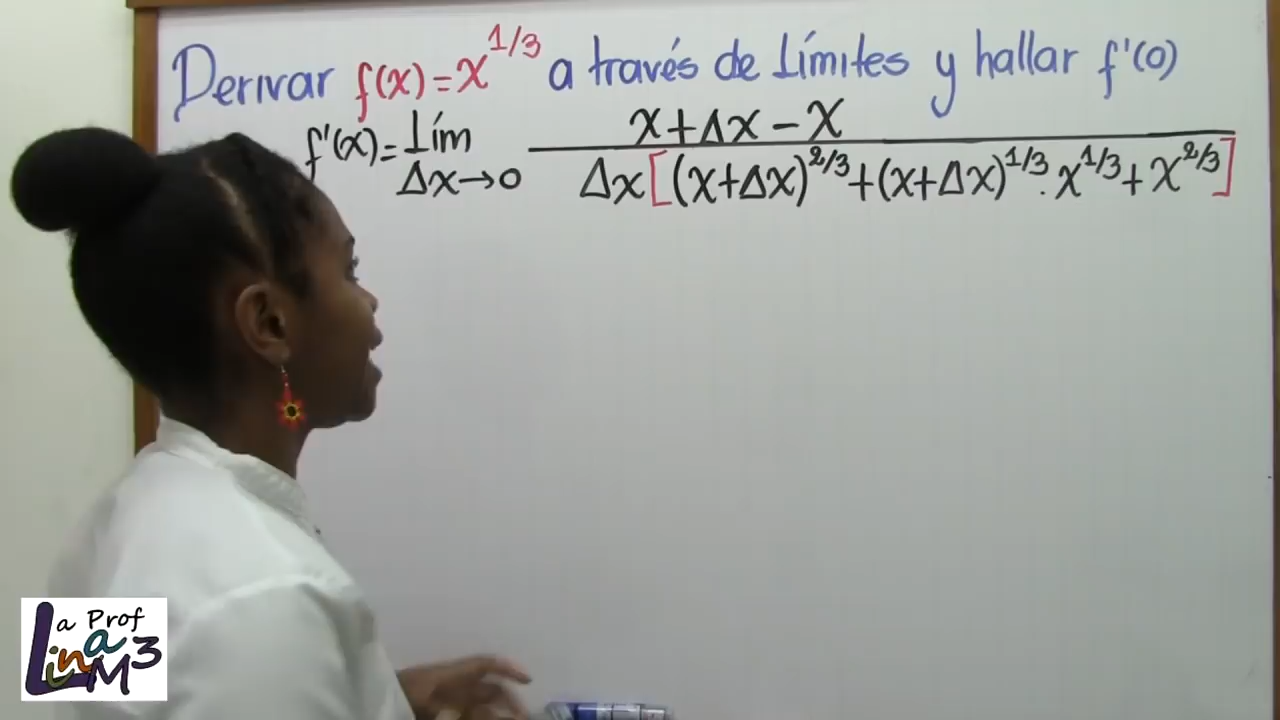 Derivar f(x)=x^1/3 a través de Límites y hallar f'(0)
f'(x)= Lím Δx→0 x+Δx-x / Δx[(x+Δx)^2/3+(x+Δx)^1/3·x^1/3+x^2/3]
La Prof
Lina M3